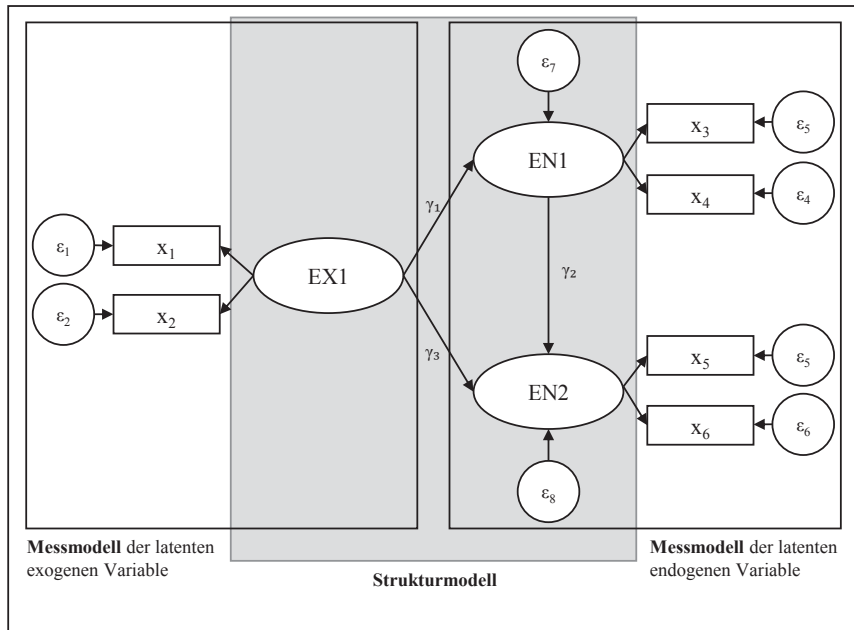 ε7
x3
ε5
EN1
γ1
x4
ε4
ε1
x1
EX1
γ2
ε2
x2
γ3
x5
ε5
EN2
x6
ε6
ε8
Messmodell der latenten
exogenen Variable
Strukturmodell
Messmodell der latenten
endogenen Variable